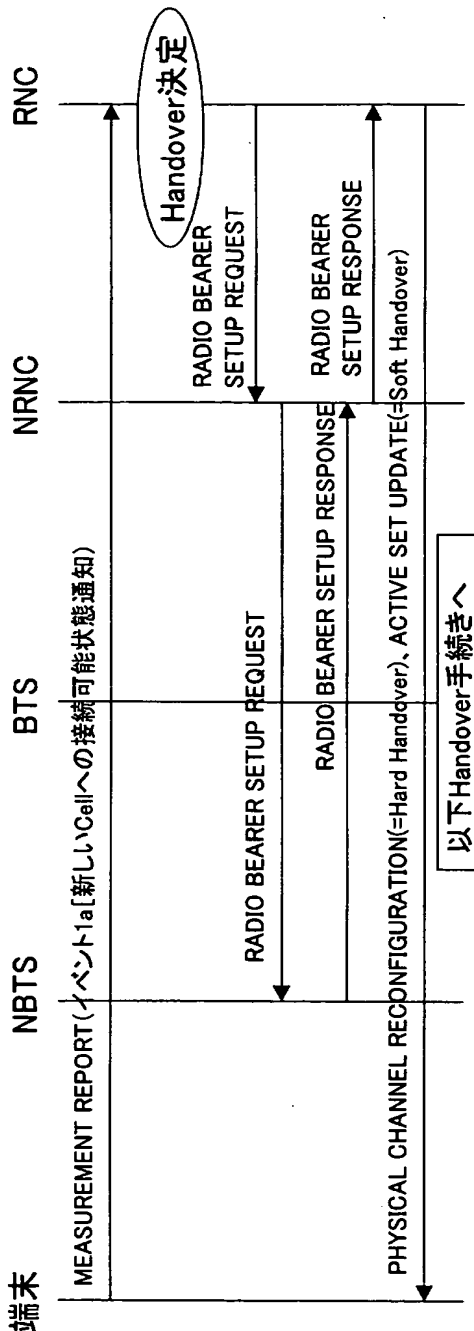 端末
NBTS
BTS
NRNC
RNC
MEASUREMENT REPORT(イベント1a[新しいCellへの接続可能状態通知)
Handover決定
RADIO BEARER
SETUP REQUEST
RADIO BEARER SETUP REQUEST
RADIO BEARER SETUP RESPONSE
RADIO BEARER
SETUP RESPONSE
PHYSICAL CHANNEL RECONFIGURATION(=Hard Handover)、ACTIVE SET UPDATE(=Soft Handover)
以下Handover手続きへ